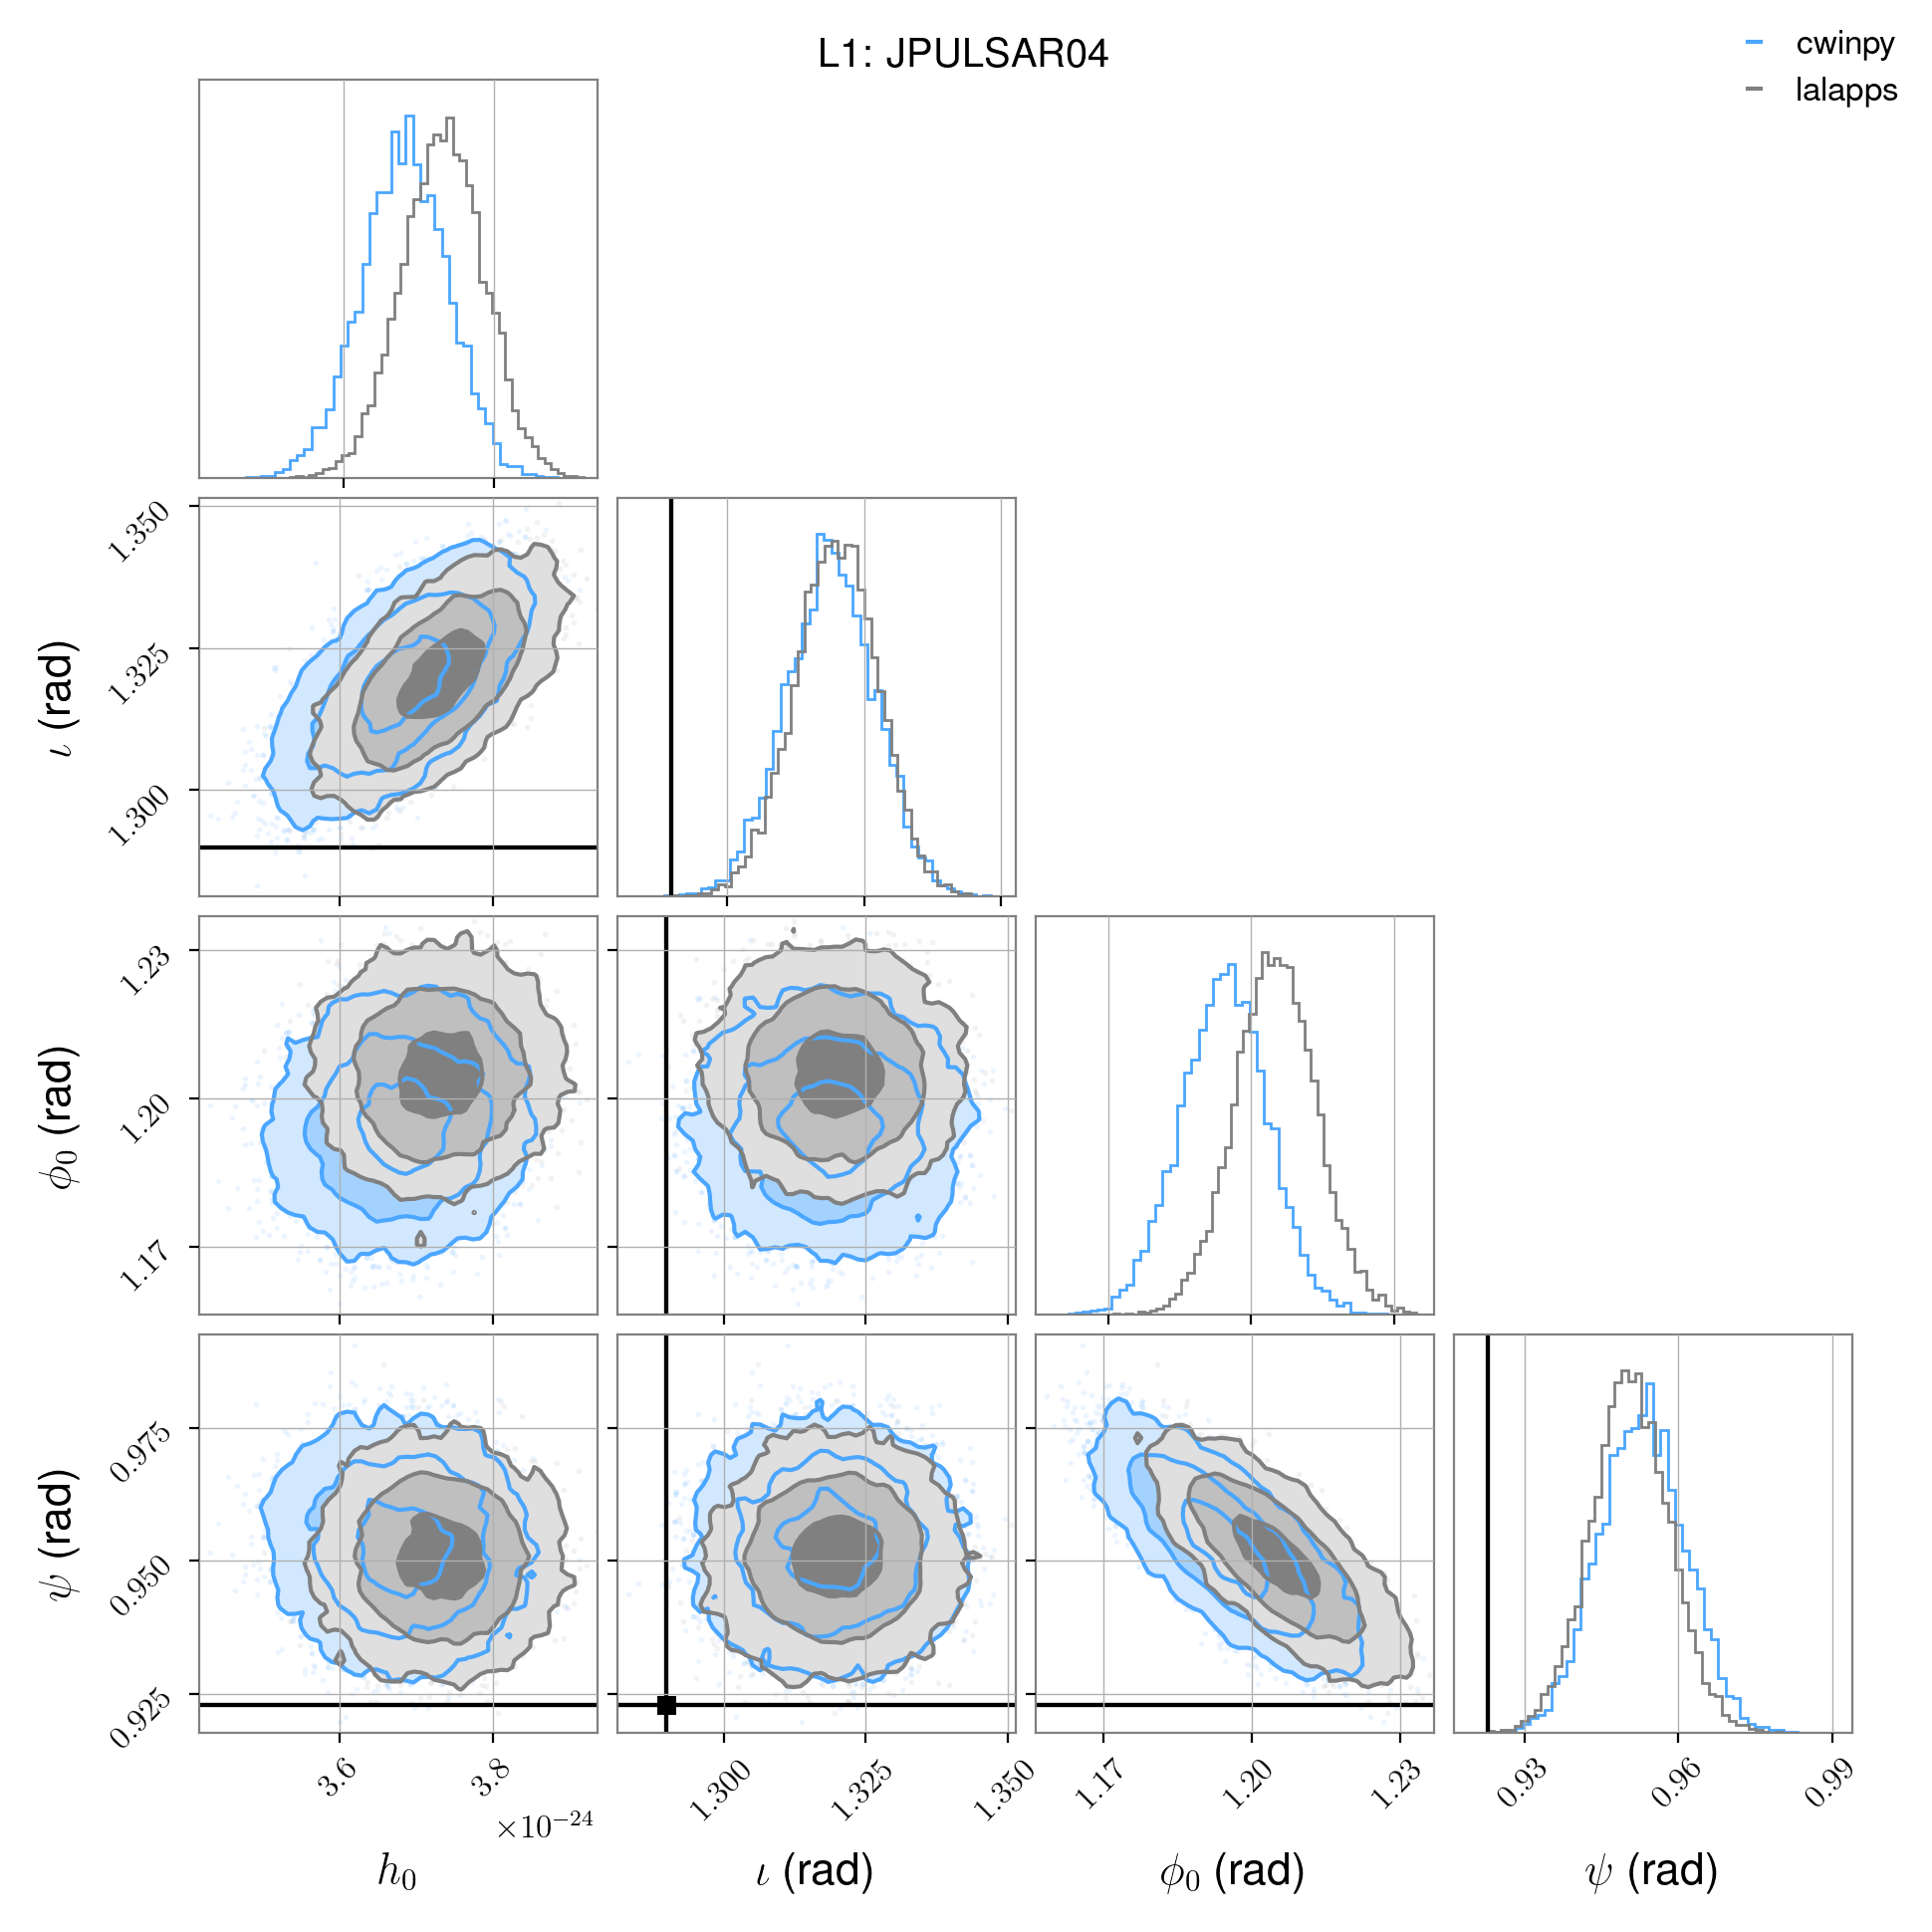 L1: JPULSAR04
cwinpy
lalapps
1.350
1.325
1.300
ι (rad)
1.23
1.20
1.17
ϕ₀ (rad)
0.975
0.950
0.925
ψ (rad)
3.6 3.8 1.300 1.325 1.350 1.17 1.20 1.23 0.93 0.96 0.99
×10⁻²⁴
h₀ ι (rad) ϕ₀ (rad) ψ (rad)